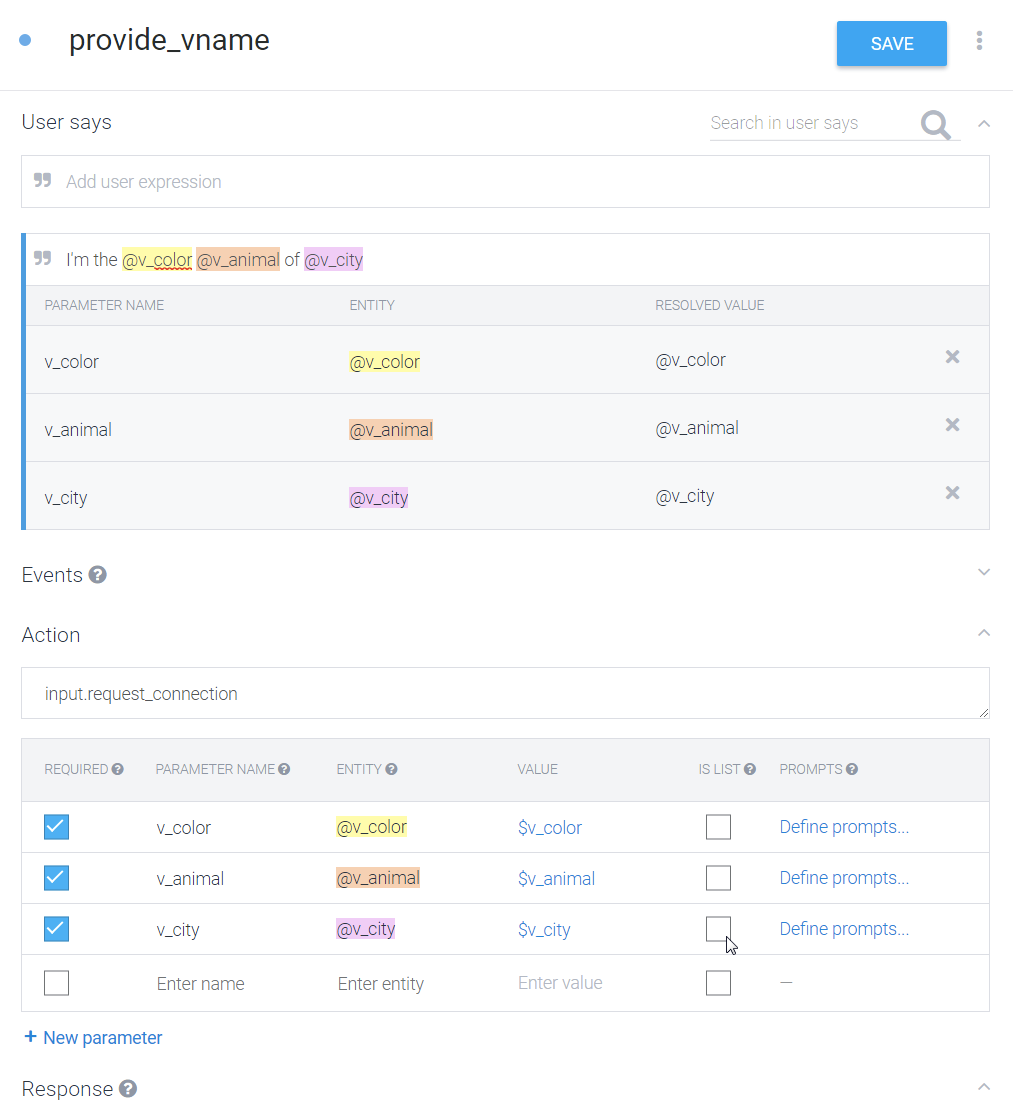 provide_vname
SAVE
User says
Search in user says
Add user expression
I'm the @v_color @v_animal of @v_city
PARAMETER NAME ENTITY RESOLVED VALUE
v_color @v_color @v_color
v_animal @v_animal @v_animal
v_city @v_city @v_city
Events
Action
input.request_connection
REQUIRED PARAMETER NAME ENTITY VALUE IS LIST PROMPTS
v_color @v_color $v_color Define prompts...
v_animal @v_animal $v_animal Define prompts...
v_city @v_city $v_city Define prompts...
Enter name Enter entity Enter value —
+ New parameter
Response